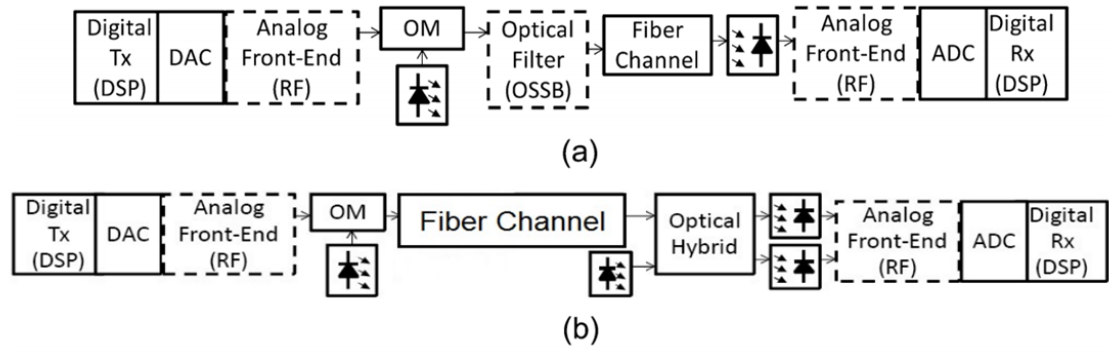 Digital
Tx
(DSP)
DAC
Analog
Front-End
(RF)
OM
Optical
Filter
(OSSB)
Fiber
Channel
Analog
Front-End
(RF)
ADC
Digital
Rx
(DSP)
(a)
Digital
Tx
(DSP)
DAC
Analog
Front-End
(RF)
OM
Fiber Channel
Optical
Hybrid
Analog
Front-End
(RF)
ADC
Digital
Rx
(DSP)
(b)